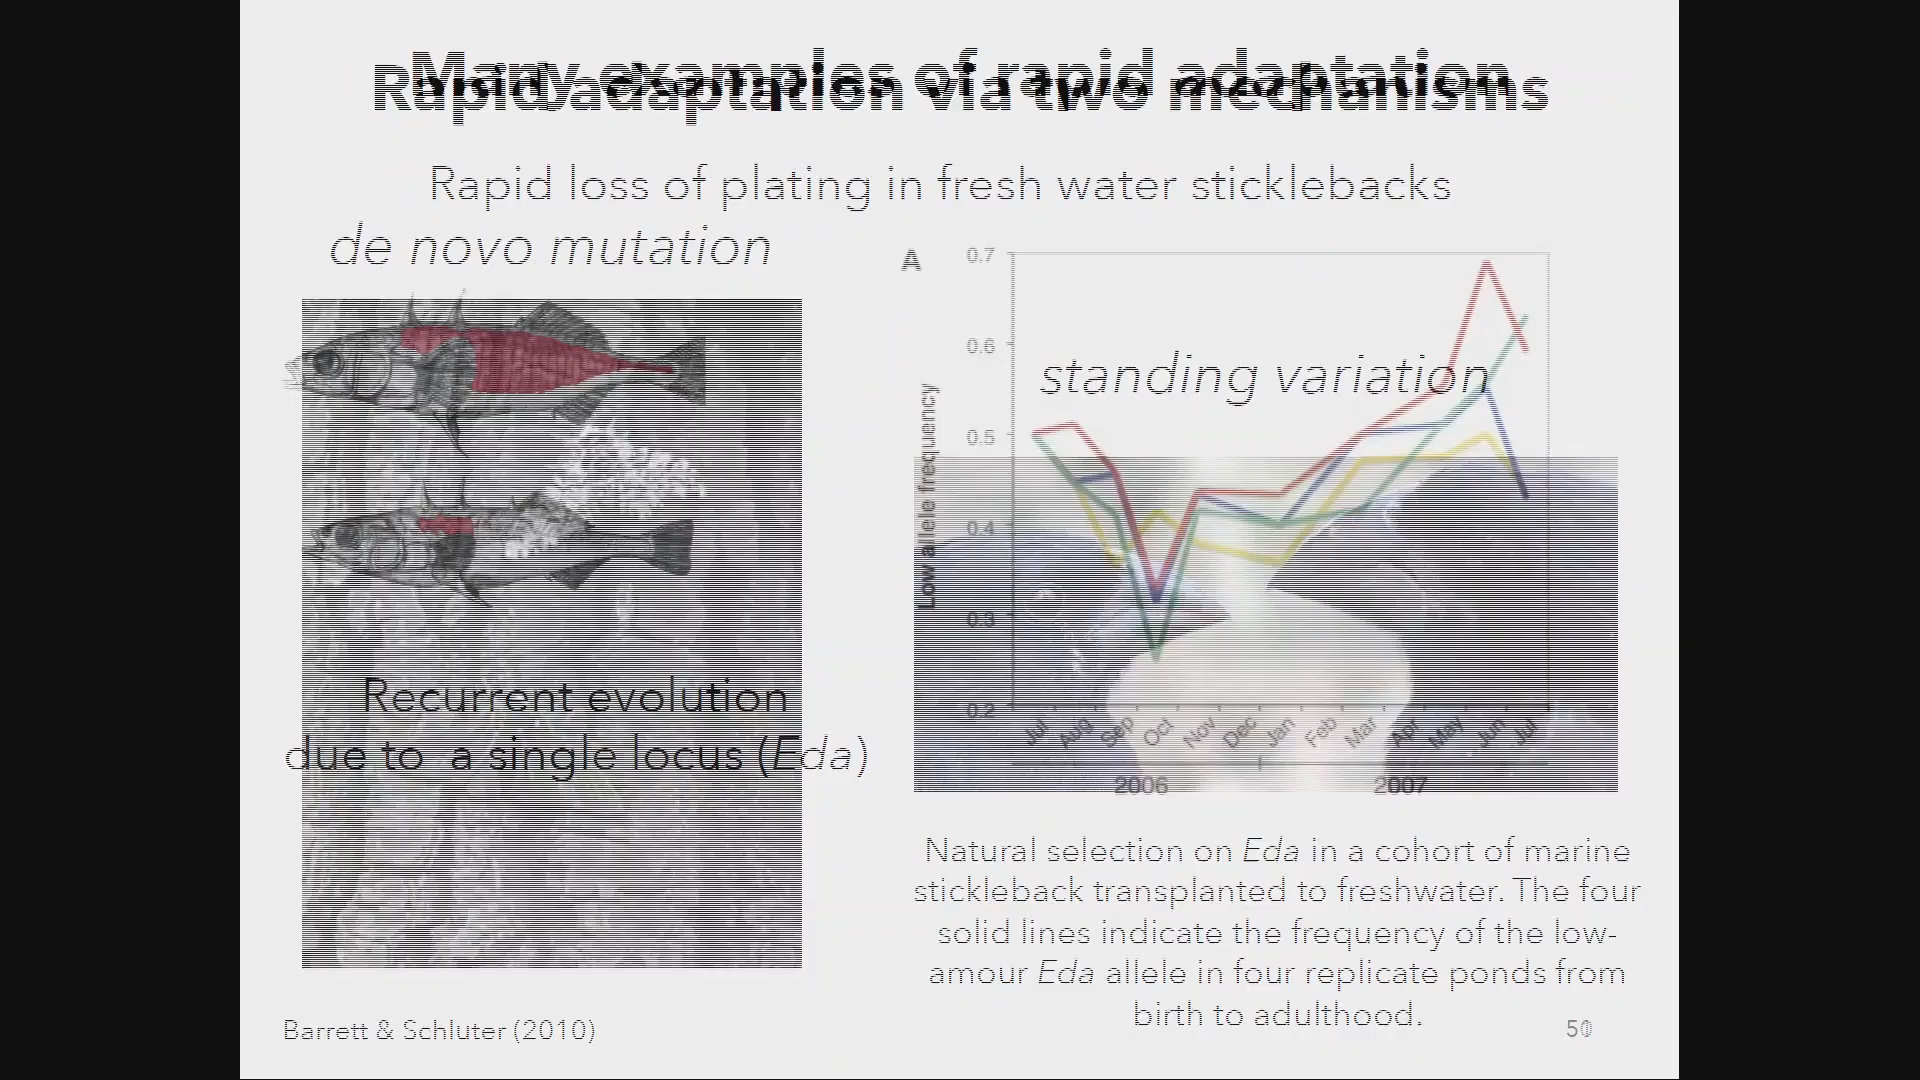 Many examples of rapid adaptation
Rapid adaptation via two mechanisms
Rapid loss of plating in fresh water sticklebacks
de novo mutation
standing variation
Recurrent evolution
due to a single locus (Eda)
A
Low allele frequency
0.7
0.6
0.5
0.4
0.3
0.2
Jul Aug Sep Oct Nov Dec Jan Feb Mar Apr May Jun Jul
2006 2007
Natural selection on Eda in a cohort of marine
stickleback transplanted to freshwater. The four
solid lines indicate the frequency of the low-
amour Eda allele in four replicate ponds from
birth to adulthood.
Barrett & Schluter (2010)